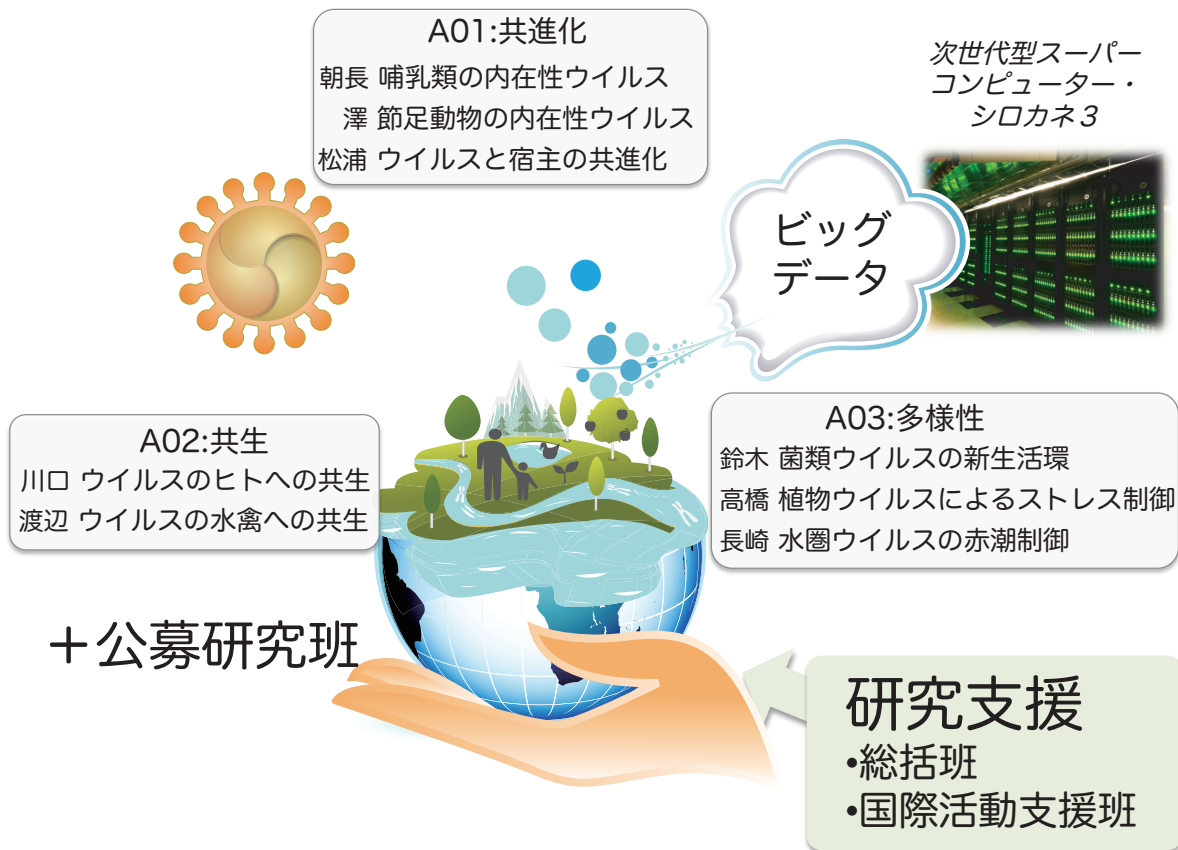 A01:共進化
朝長 哺乳類の内在性ウイルス
澤 節足動物の内在性ウイルス
松浦 ウイルスと宿主の共進化
次世代型スーパー
コンピューター・
シロカネ3
ビッグ
データ
A02:共生
川口 ウイルスのヒトへの共生
渡辺 ウイルスの水禽への共生
A03:多様性
鈴木 菌類ウイルスの新生活環
高橋 植物ウイルスによるストレス制御
長崎 水圏ウイルスの赤潮制御
＋公募研究班
研究支援
•総括班
•国際活動支援班